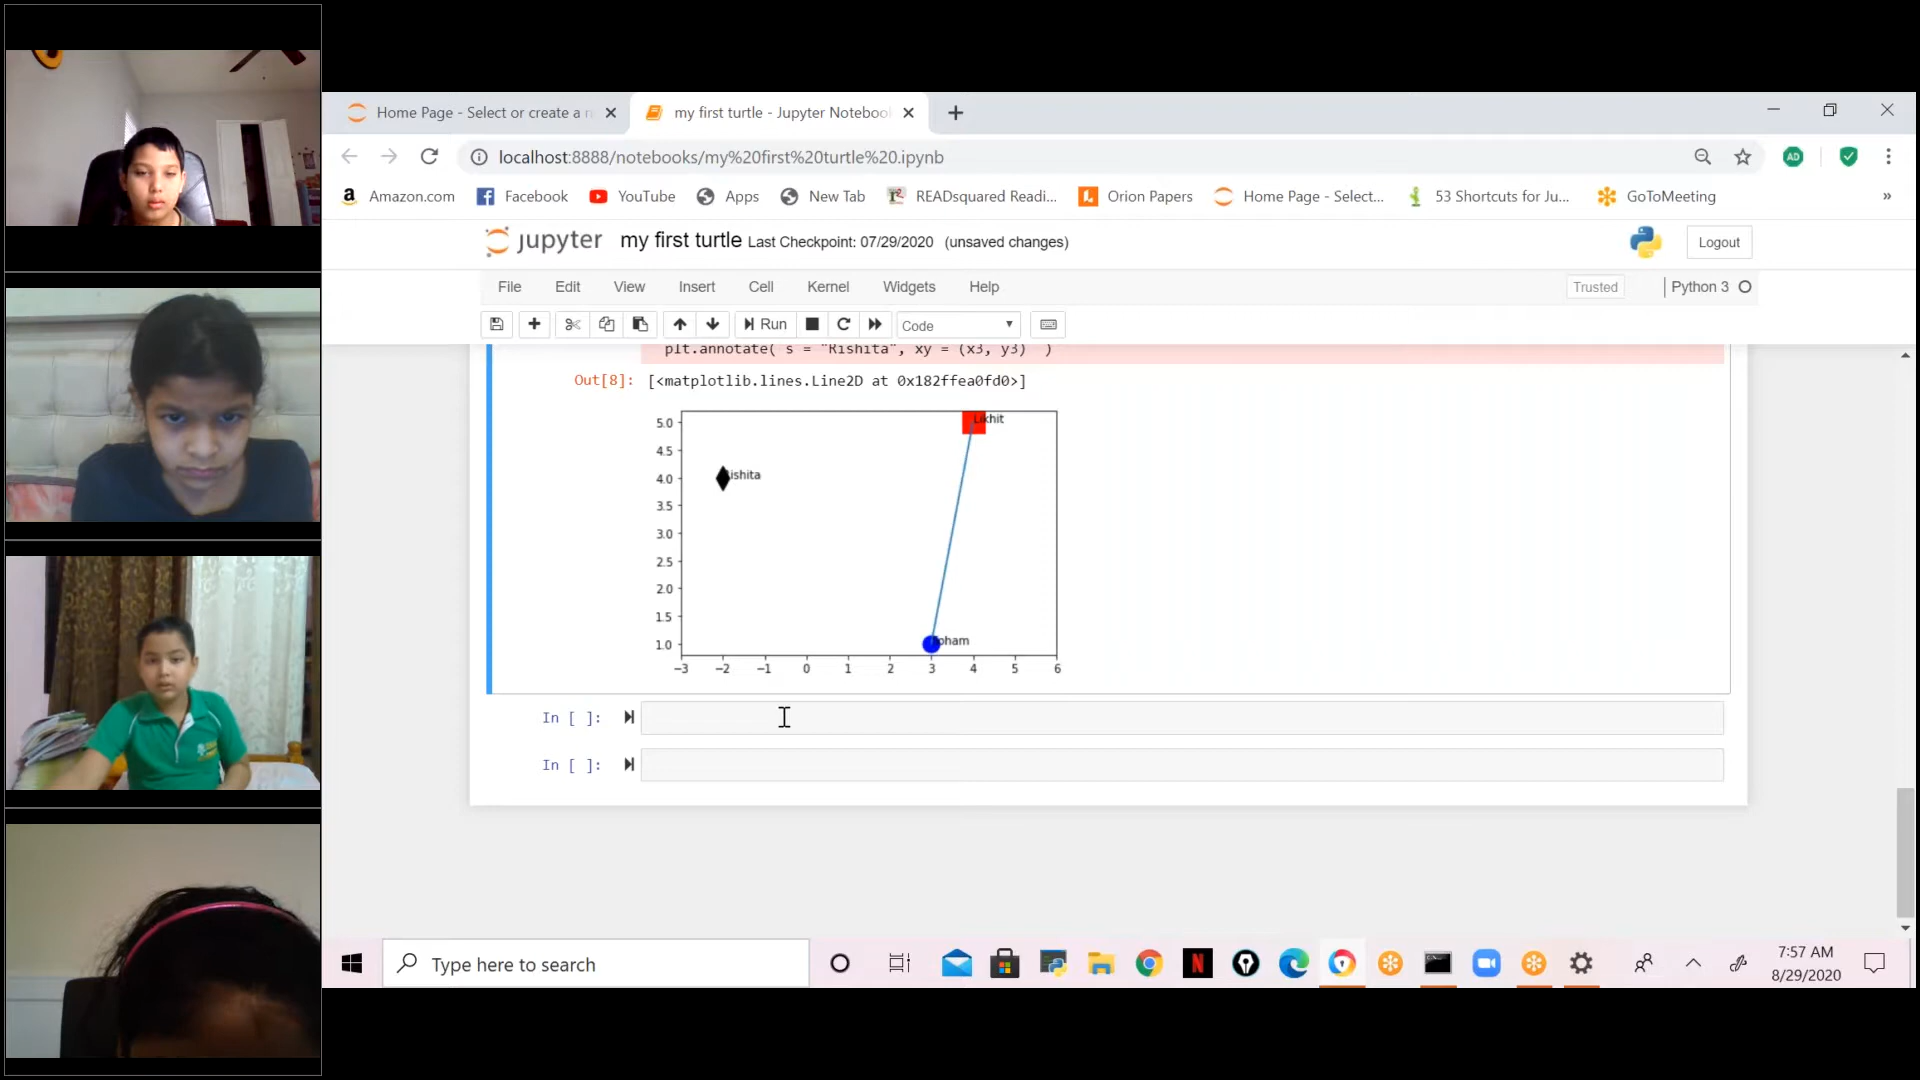 Home Page - Select or create a n
my first turtle - Jupyter Noteboo
localhost:8888/notebooks/my%20first%20turtle%20.ipynb
AD
a Amazon.com
Facebook
YouTube
Apps
New Tab
READsquared Readi...
Orion Papers
Home Page - Select...
53 Shortcuts for Ju...
GoToMeeting
»
jupyter my first turtle Last Checkpoint: 07/29/2020 (unsaved changes)
Logout
File Edit View Insert Cell Kernel Widgets Help
Trusted
Python 3
Run
Code
plt.annotate( s = "Rishita", xy = (x3, y3) )
Out[8]: [<matplotlib.lines.Line2D at 0x182ffea0fd0>]
5.0
4.5
4.0
3.5
3.0
2.5
2.0
1.5
1.0
−3 −2 −1 0 1 2 3 4 5 6
In [ ]:
In [ ]:
Type here to search
N
7:57 AM
8/29/2020